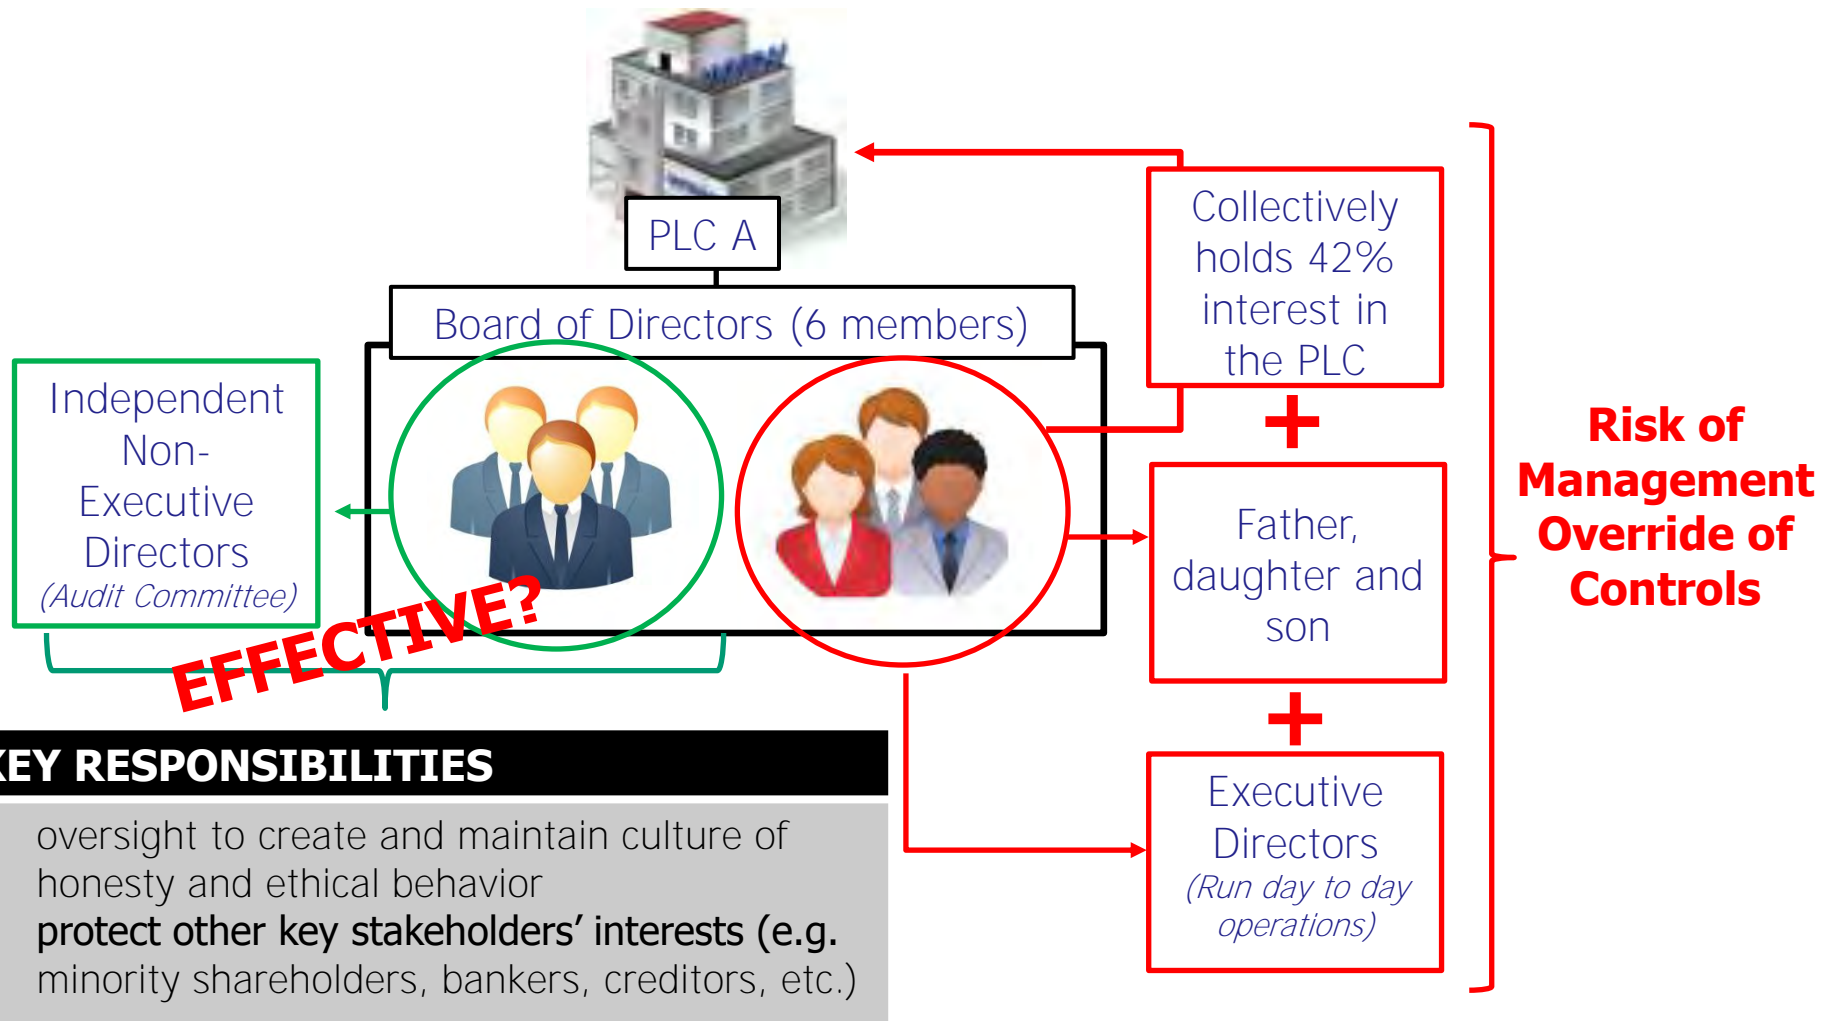 PLC A
Board of Directors (6 members)
Independent
Non-
Executive
Directors
(Audit Committee)
EFFECTIVE?
KEY RESPONSIBILITIES
oversight to create and maintain culture of
honesty and ethical behavior
protect other key stakeholders’ interests (e.g.
minority shareholders, bankers, creditors, etc.)
Collectively
holds 42%
interest in
the PLC
+
Father,
daughter and
son
+
Executive
Directors
(Run day to day
operations)
Risk of
Management
Override of
Controls